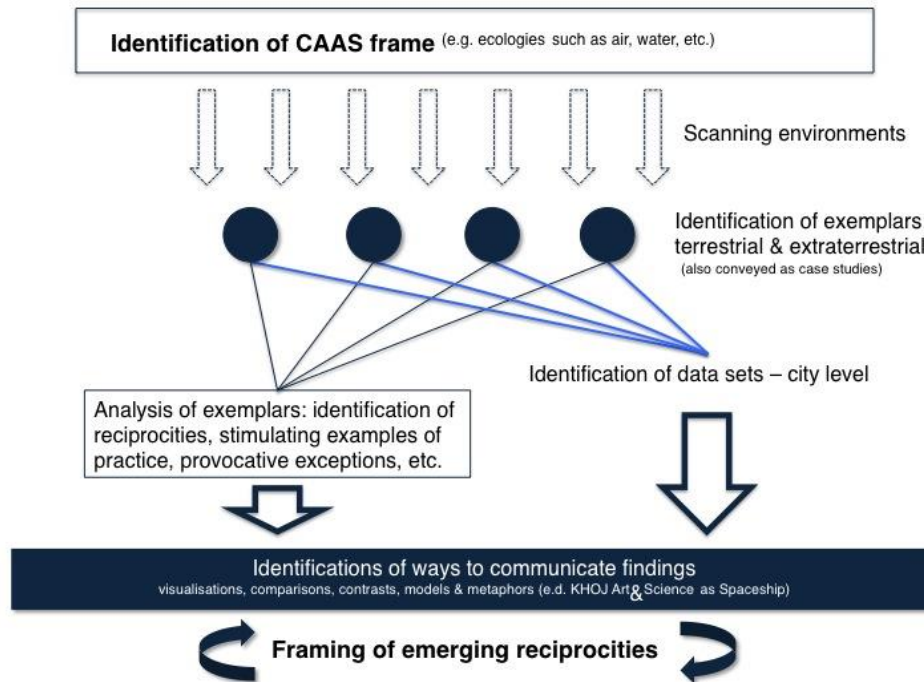 Identification of CAAS frame (e.g. ecologies such as air, water, etc.)
Scanning environments
Identification of exemplars
terrestrial & extraterrestrial
(also conveyed as case studies)
Identification of data sets – city level
Analysis of exemplars: identification of
reciprocities, stimulating examples of
practice, provocative exceptions, etc.
Identifications of ways to communicate findings
visualisations, comparisons, contrasts, models & metaphors (e.d. KHOJ Art&Science as Spaceship)
Framing of emerging reciprocities